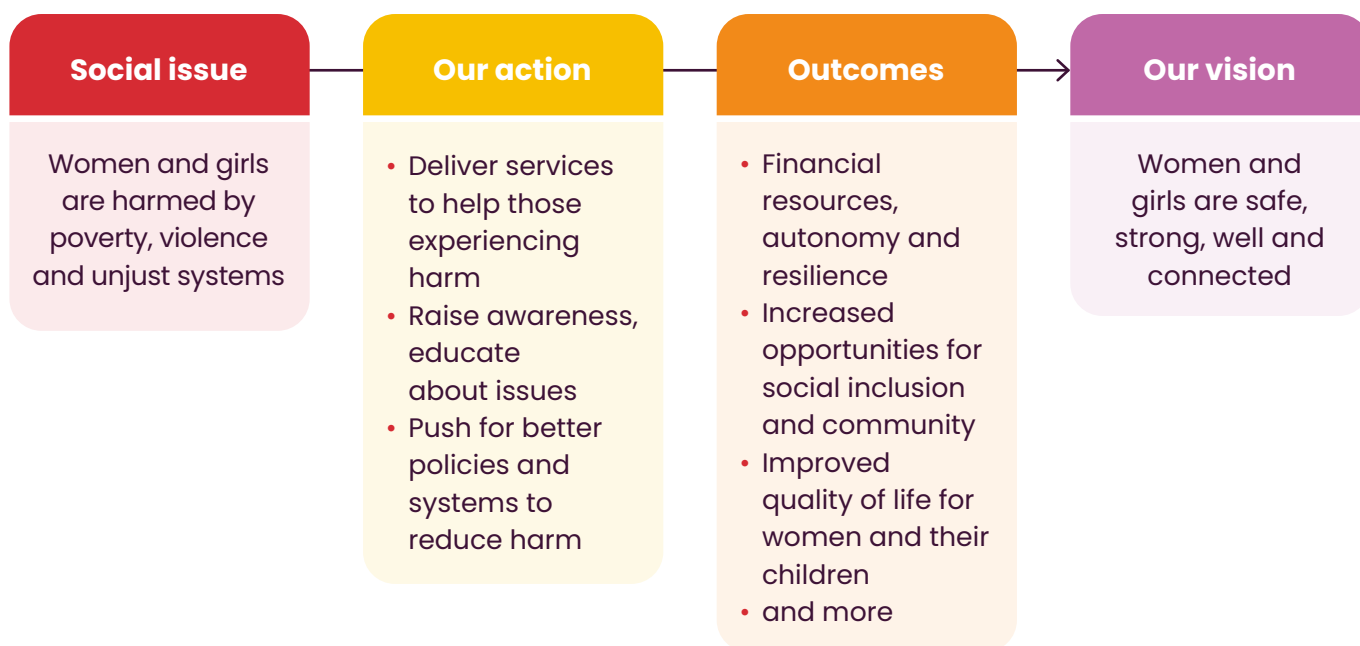 Social issue
Women and girls
are harmed by
poverty, violence
and unjust systems
Our action
• Deliver services
to help those
experiencing
harm
• Raise awareness,
educate
about issues
• Push for better
policies and
systems to
reduce harm
Outcomes
• Financial
resources,
autonomy and
resilience
• Increased
opportunities for
social inclusion
and community
• Improved
quality of life for
women and their
children
• and more
Our vision
Women and
girls are safe,
strong, well and
connected